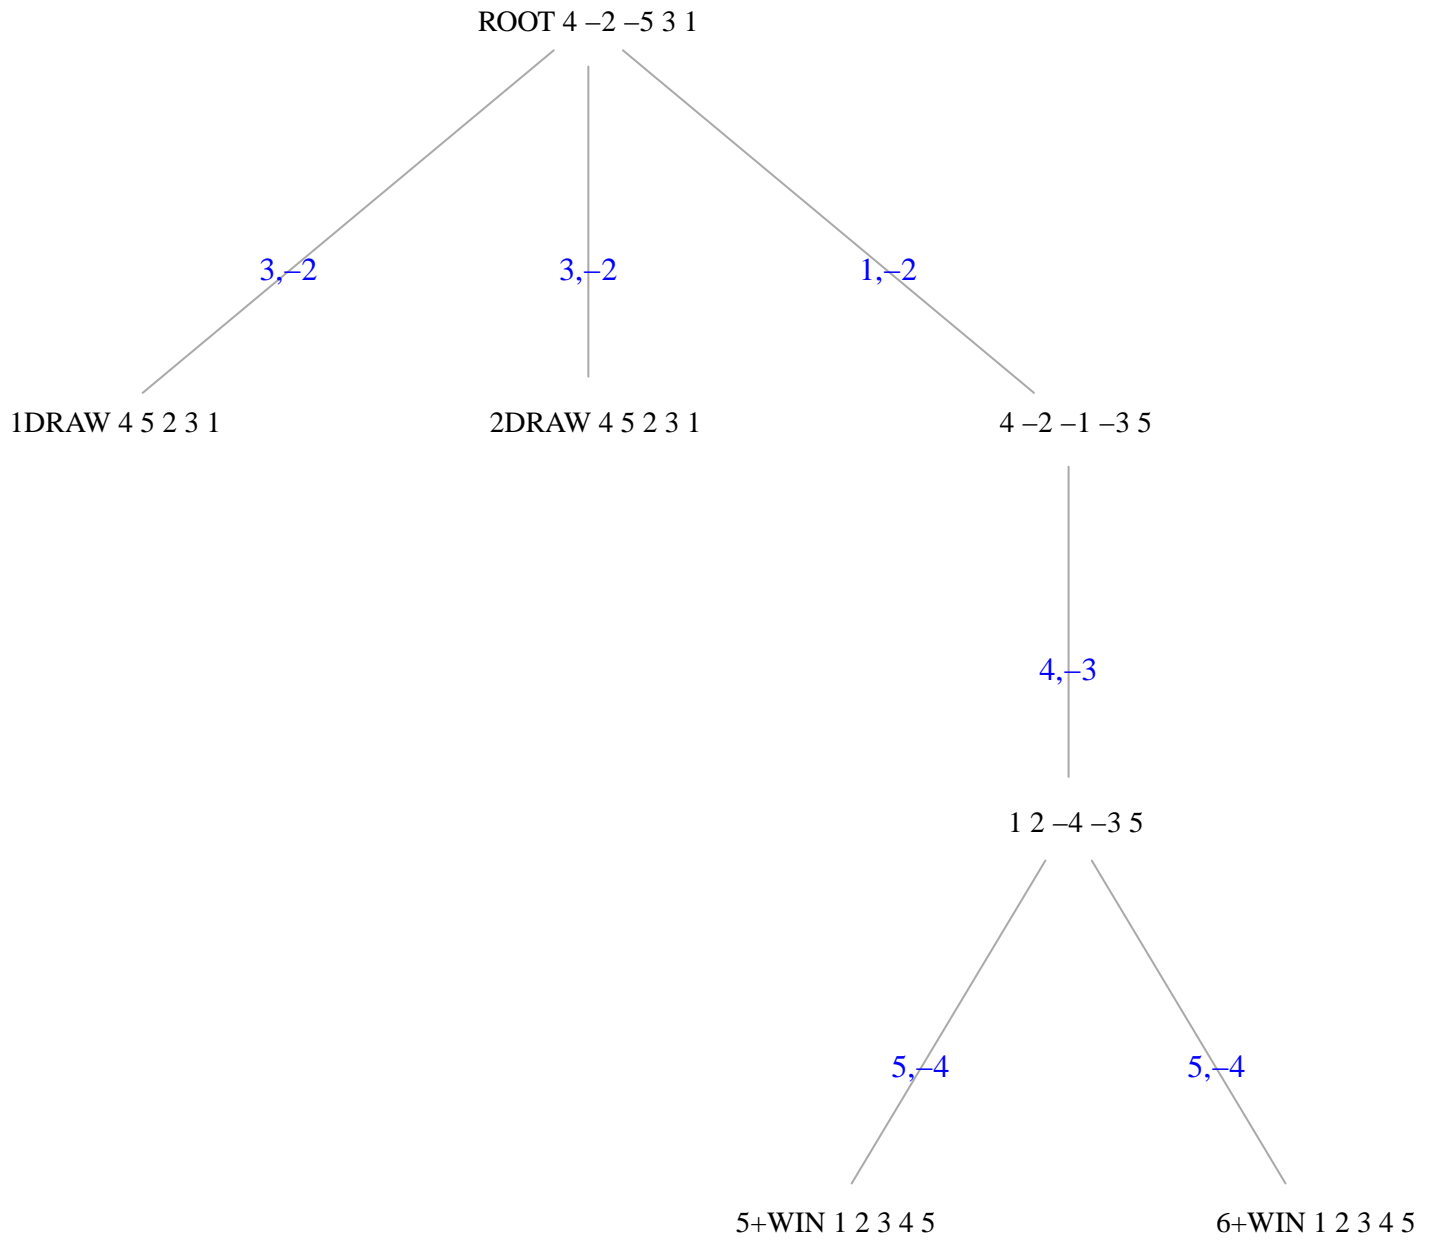 ROOT 4 –2 –5 3 1
3,–2
3,–2
1,–2
1DRAW 4 5 2 3 1
2DRAW 4 5 2 3 1
4 –2 –1 –3 5
4,–3
1 2 –4 –3 5
5,–4
5,–4
5+WIN 1 2 3 4 5
6+WIN 1 2 3 4 5